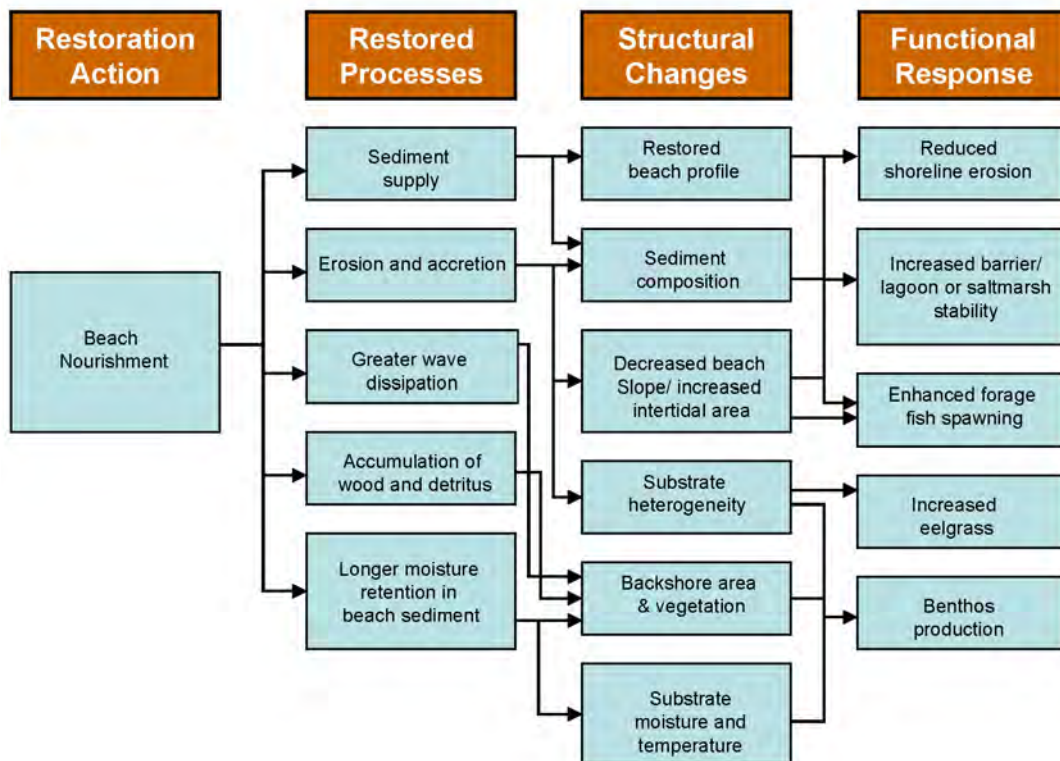 Restoration
Action
Restored
Processes
Structural
Changes
Functional
Response
Beach
Nourishment
Sediment
supply
Erosion and accretion
Greater wave
dissipation
Accumulation of
wood and detritus
Longer moisture
retention in
beach sediment
Restored
beach profile
Sediment
composition
Decreased beach
Slope/ increased
intertidal area
Substrate
heterogeneity
Backshore area
& vegetation
Substrate
moisture and
temperature
Reduced
shoreline erosion
Increased barrier/
lagoon or saltmarsh
stability
Enhanced forage
fish spawning
Increased
eelgrass
Benthos
production